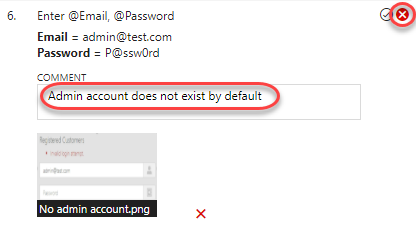 6. Enter @Email, @Password
Email = admin@test.com
Password = P@ssw0rd
COMMENT
Admin account does not exist by default
Registered Customers
admin@test.com
Password
No admin account.png